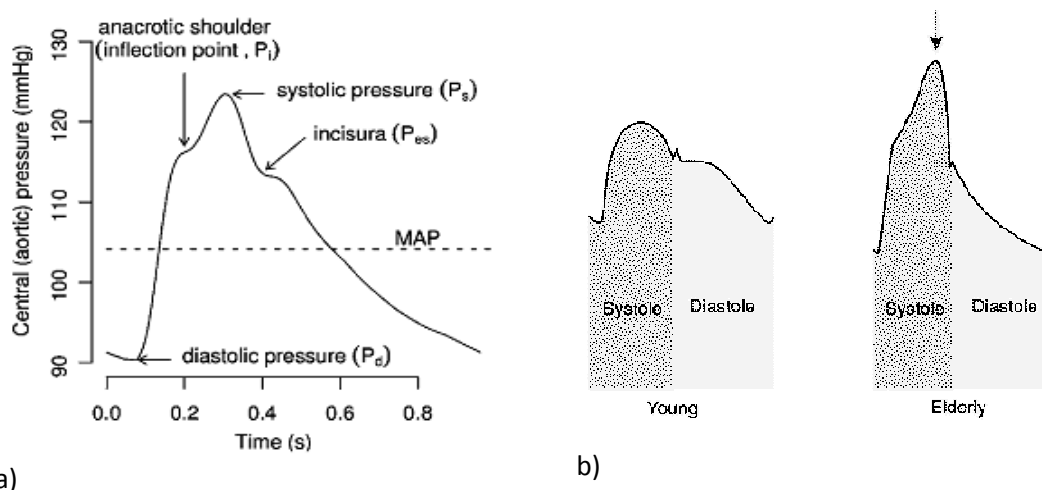 anacrotic shoulder
(inflection point , Pi)
Central (aortic) pressure (mmHg)
130
120
110
100
90
systolic pressure (Ps)
incisura (Pes)
MAP
diastolic pressure (Pd)
0.0 0.2 0.4 0.6 0.8
Time (s)
a)
Systole Diastole
Young
Systole Diastole
Elderly
b)